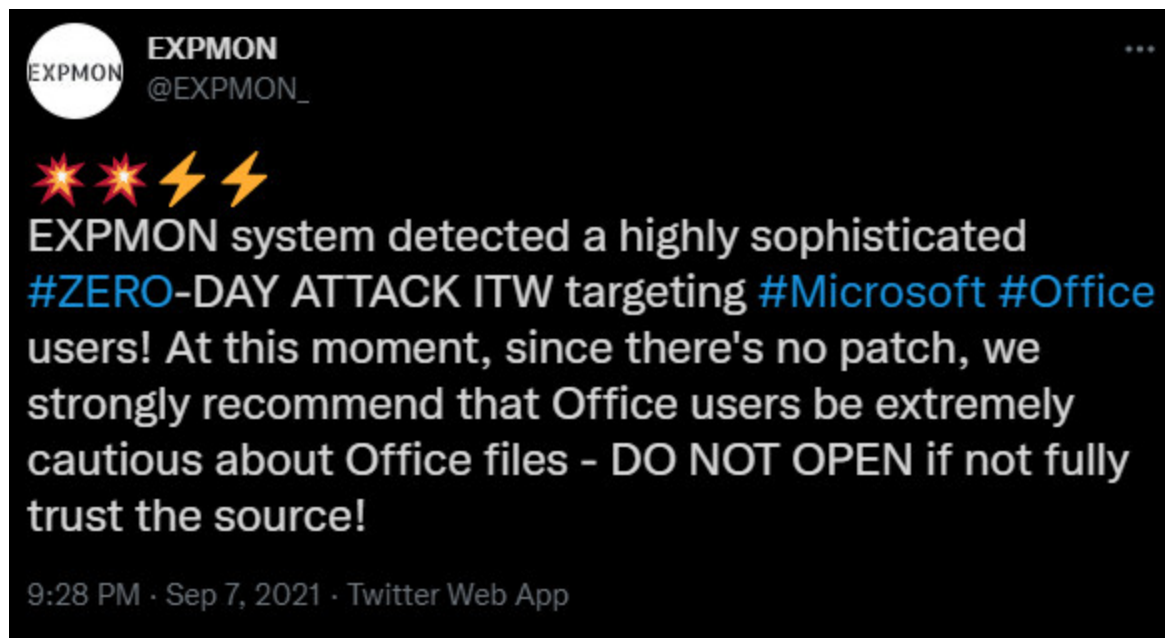 EXPMON
EXPMON
@EXPMON_
💥💥⚡⚡
EXPMON system detected a highly sophisticated
#ZERO-DAY ATTACK ITW targeting #Microsoft #Office
users! At this moment, since there's no patch, we
strongly recommend that Office users be extremely
cautious about Office files - DO NOT OPEN if not fully
trust the source!
9:28 PM · Sep 7, 2021 · Twitter Web App